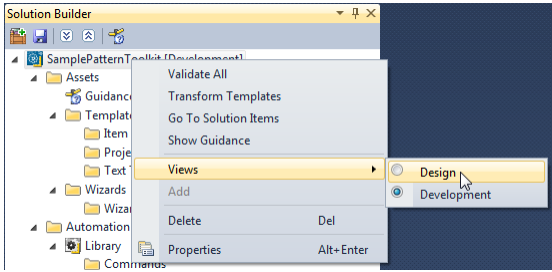 Solution Builder
SamplePatternToolkit [Development]
Assets
Guidance
Templat
Item
Proje
Text T
Wizards
Wizar
Automation
Library
Commands
Validate All
Transform Templates
Go To Solution Items
Show Guidance
Views
Add
Delete Del
Properties Alt+Enter
Design
Development